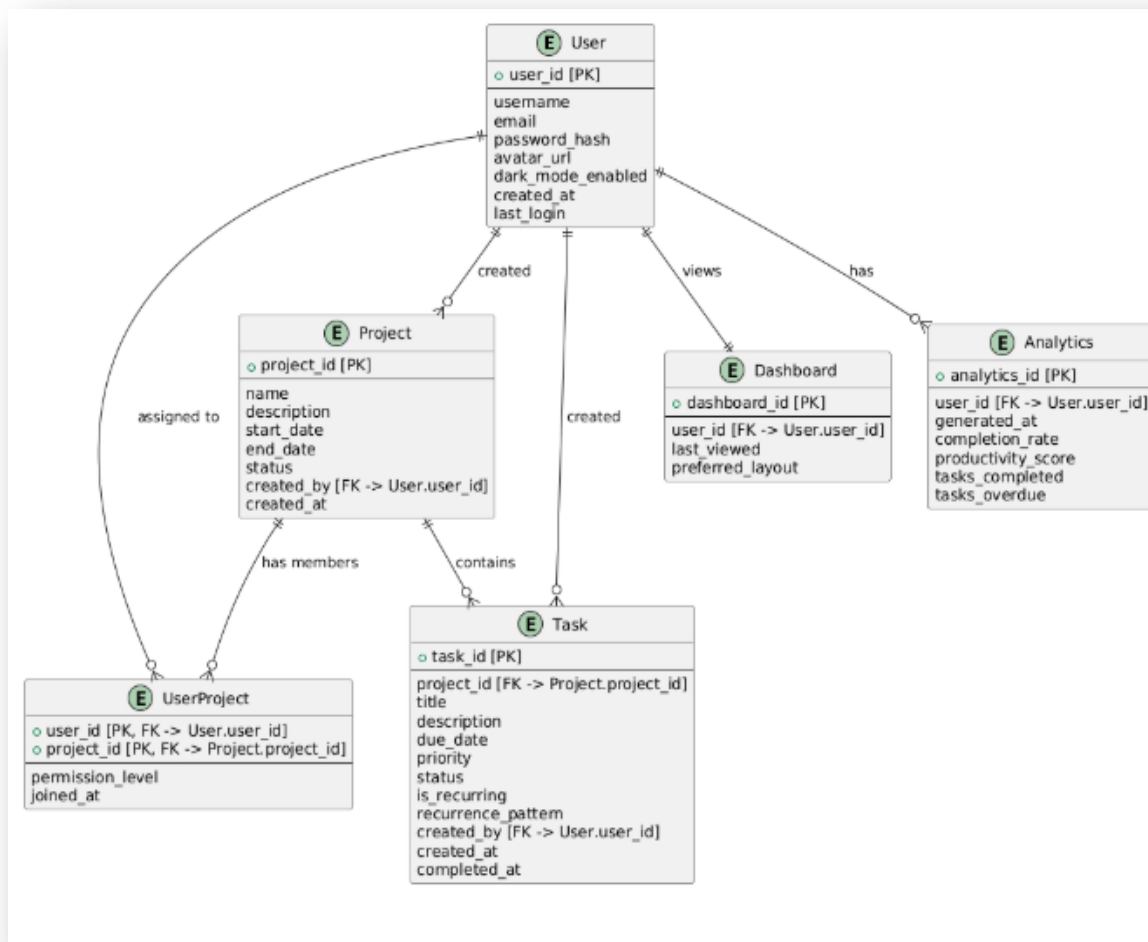 E User
user_id [PK]
username
email
password_hash
avatar_url
dark_mode_enabled
created_at
last_login
created
views
has
E Project
project_id [PK]
name
description
start_date
end_date
status
created_by [FK -> User.user_id]
created_at
assigned to
created
E Dashboard
dashboard_id [PK]
user_id [FK -> User.user_id]
last_viewed
preferred_layout
E Analytics
analytics_id [PK]
user_id [FK -> User.user_id]
generated_at
completion_rate
productivity_score
tasks_completed
tasks_overdue
has members
contains
E UserProject
user_id [PK, FK -> User.user_id]
project_id [PK, FK -> Project.project_id]
permission_level
joined_at
E Task
task_id [PK]
project_id [FK -> Project.project_id]
title
description
due_date
priority
status
is_recurring
recurrence_pattern
created_by [FK -> User.user_id]
created_at
completed_at